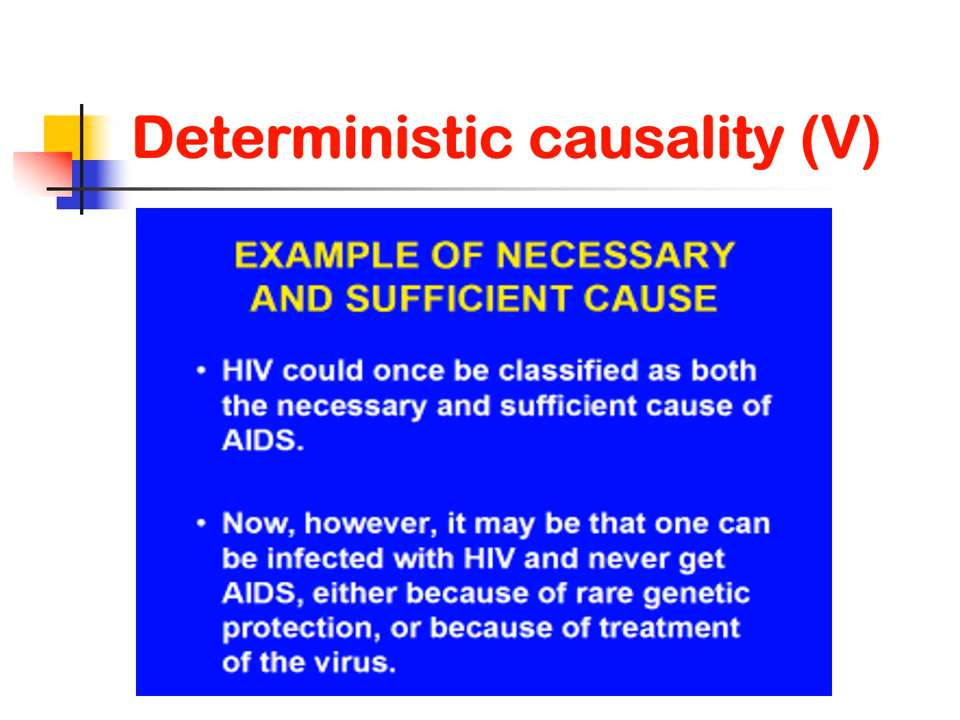 Deterministic causality (V)
EXAMPLE OF NECESSARY
AND SUFFICIENT CAUSE
• HIV could once be classified as both
the necessary and sufficient cause of
AIDS.
• Now, however, it may be that one can
be infected with HIV and never get
AIDS, either because of rare genetic
protection, or because of treatment
of the virus.